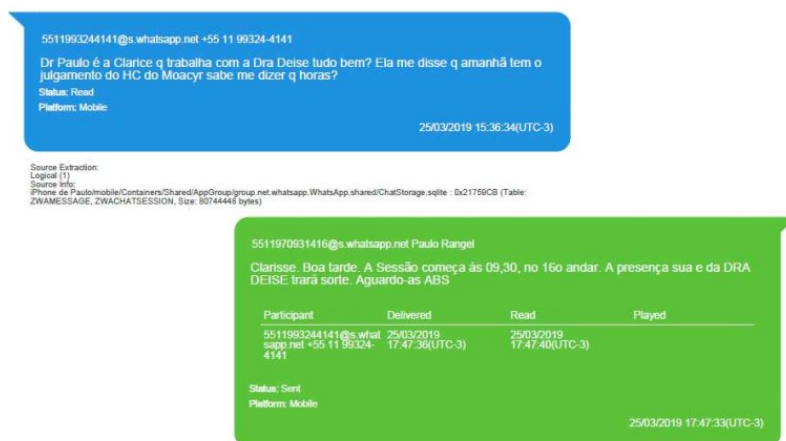 5511993244141@s.whatsapp.net +55 11 99324-4141
Dr Paulo é a Clarice q trabalha com a Dra Deise tudo bem? Ela me disse q amanhã tem o
julgamento do HC do Moacyr sabe me dizer q horas?
Status: Read
Platform: Mobile
25/03/2019 15:36:34(UTC-3)
Source Extraction:
Logical (1)
Source Info:
iPhone de Paulo/mobile/Containers/Shared/AppGroup/group.net.whatsapp.WhatsApp.shared/ChatStorage.sqlite : 0x21759CB (Table:
ZWAMESSAGE, ZWACHATSESSION, Size: 80744448 bytes)
5511970931416@s.whatsapp.net Paulo Rangel
Clarisse. Boa tarde. A Sessão começa às 09,30, no 16o andar. A presença sua e da DRA
DEISE trará sorte. Aguardo-as ABS
Participant Delivered Read Played
5511993244141@s.what 25/03/2019 25/03/2019
sapp.net +55 11 99324- 17:47:36(UTC-3) 17:47:40(UTC-3)
4141
Status: Sent
Platform: Mobile
25/03/2019 17:47:33(UTC-3)